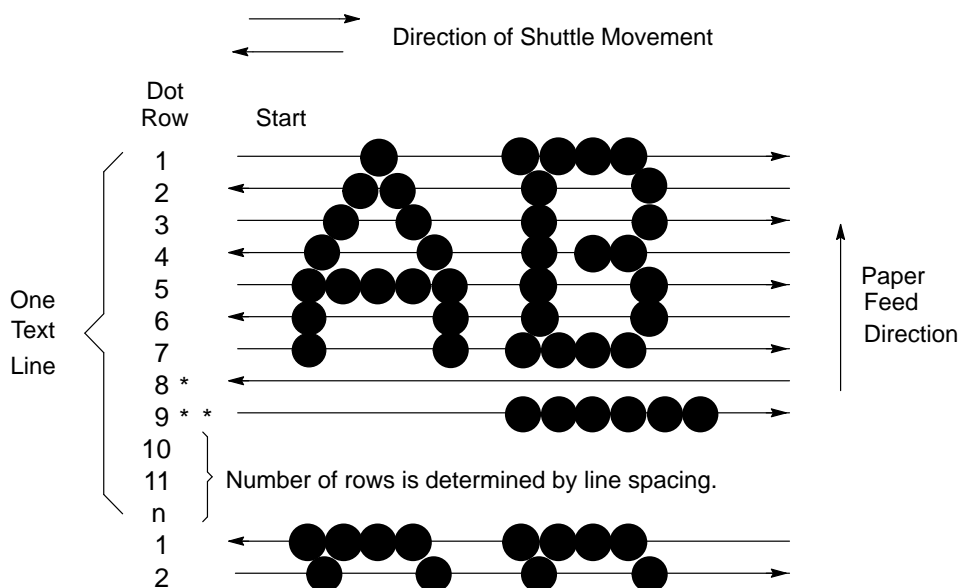 Direction of Shuttle Movement
Dot
Row
Start
1
2
3
4
5
6
7
8 *
9 * *
10
11
n
1
2
One
Text
Line
Number of rows is determined by line spacing.
Paper
Feed
Direction